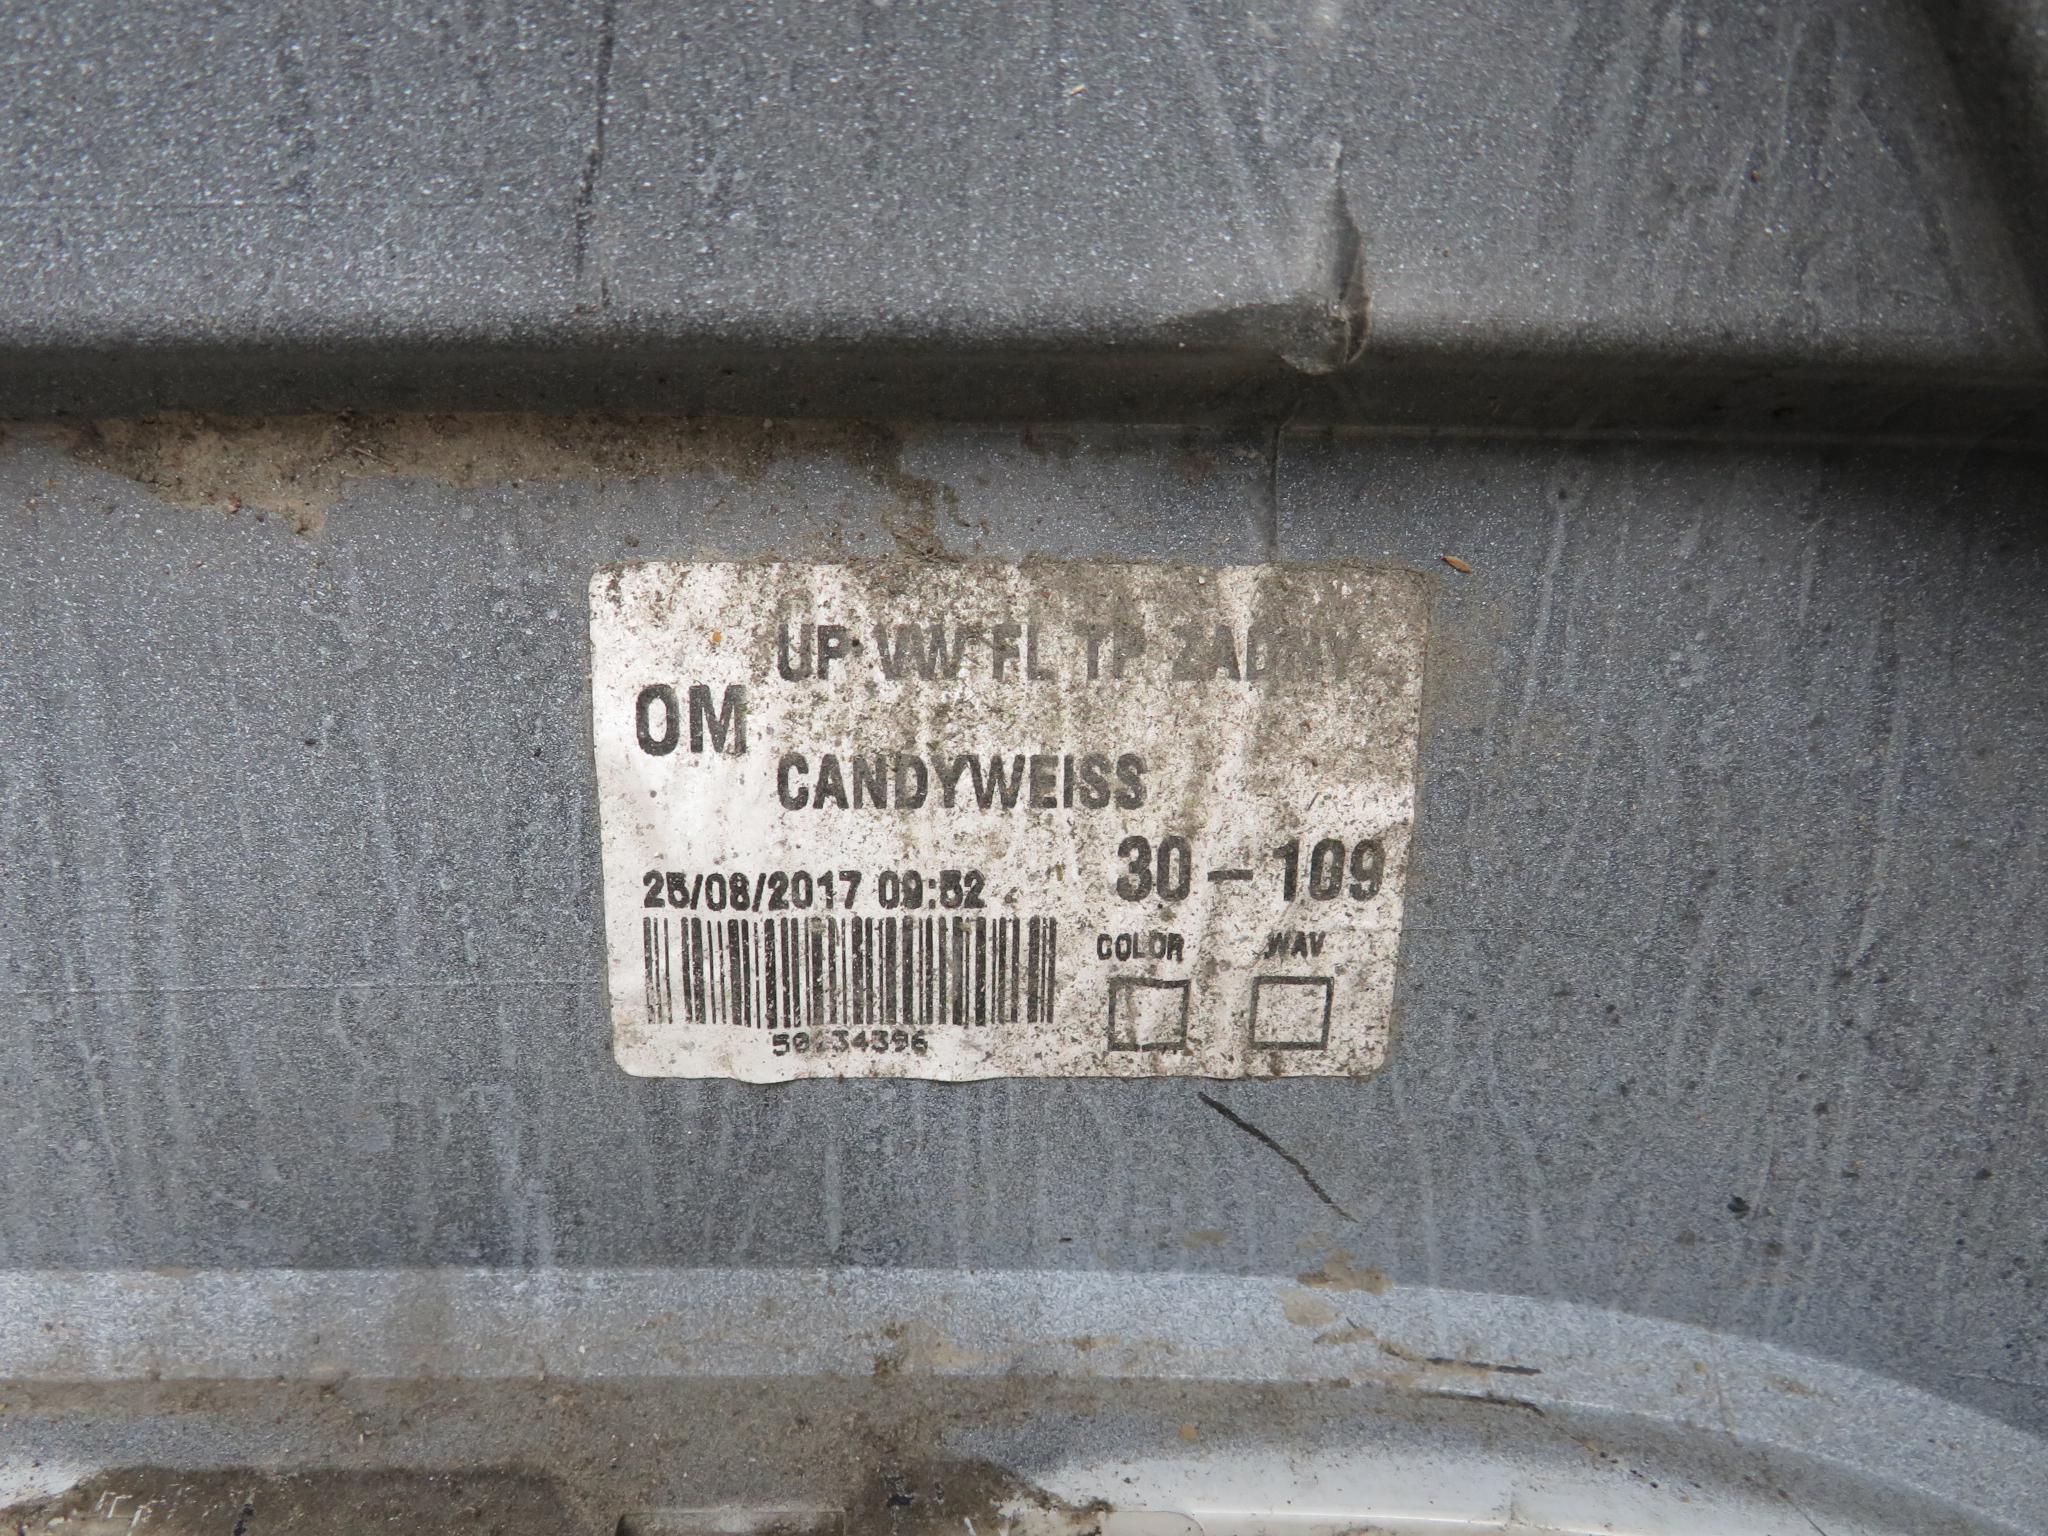 UP VW FL TP ZADNY
OM
CANDYWEISS
30 - 109
25/08/2017 09:52
COLOR WAV